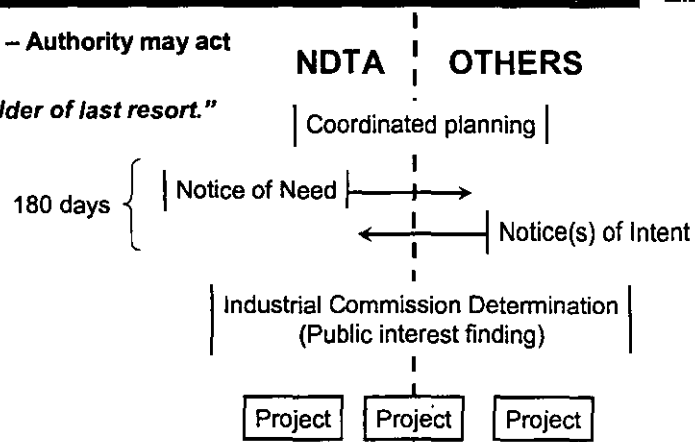 – Authority may act
NDTA OTHERS
lder of last resort."
Coordinated planning
180 days
Notice of Need
Notice(s) of Intent
Industrial Commission Determination
(Public interest finding)
Project Project Project